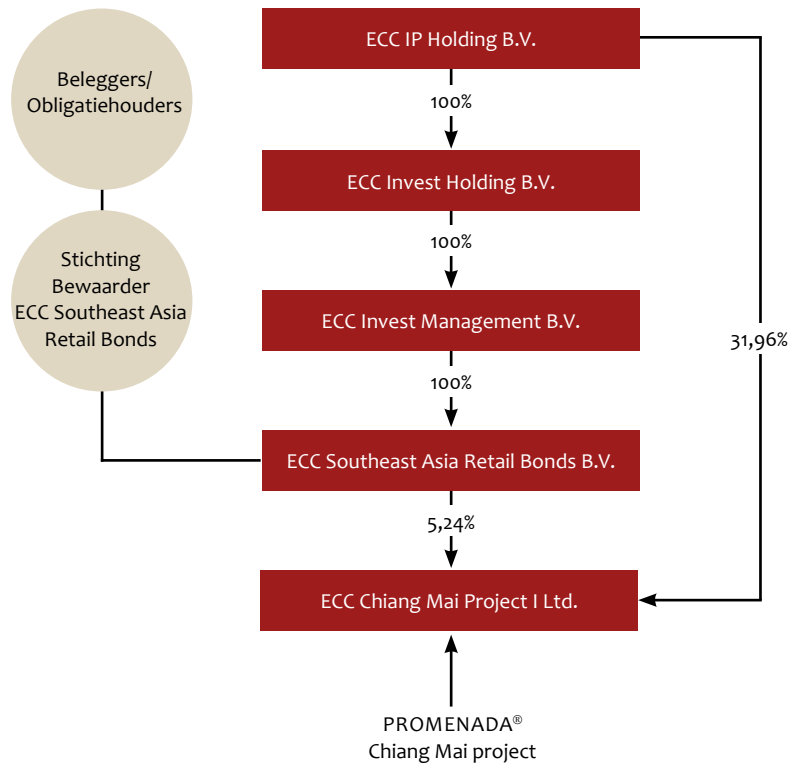 ECC IP Holding B.V.
Beleggers/
Obligatiehouders
100%
ECC Invest Holding B.V.
100%
Stichting
Bewaarder
ECC Southeast Asia
Retail Bonds
ECC Invest Management B.V.
31,96%
100%
ECC Southeast Asia Retail Bonds B.V.
5,24%
ECC Chiang Mai Project I Ltd.
PROMENADA®
Chiang Mai project